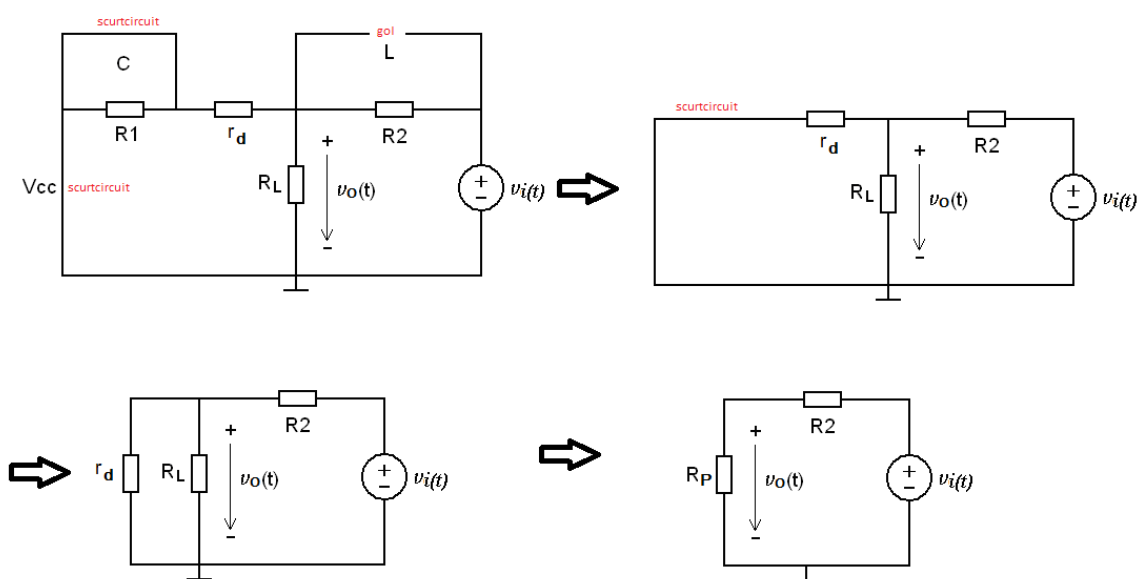 scurtcircuit
gol
C
L
R1
rd
R2
+
Vcc
scurtcircuit
RL
vo(t)
+
−
vi(t)
−
scurtcircuit
rd
R2
+
RL
vo(t)
+
−
vi(t)
−
R2
+
rd
RL
vo(t)
+
−
vi(t)
−
R2
+
RP
vo(t)
+
−
vi(t)
−